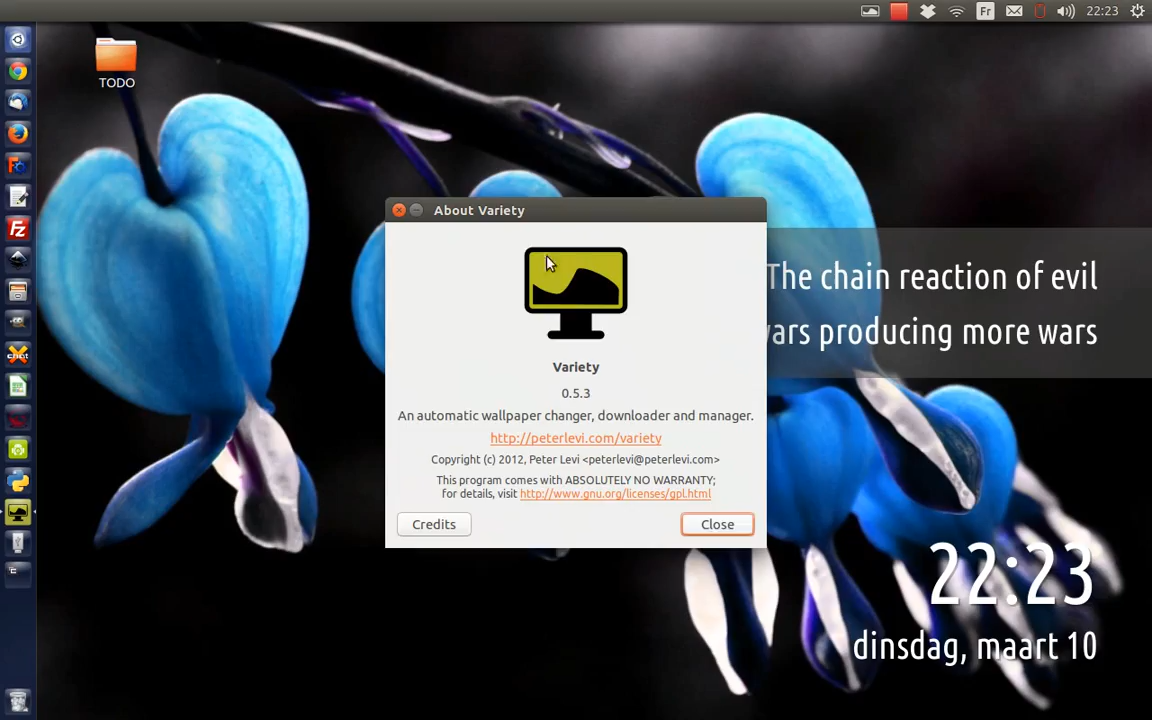 Fr
22:23
TODO
About Variety
Variety
0.5.3
An automatic wallpaper changer, downloader and manager.
http://peterlevi.com/variety
Copyright (c) 2012, Peter Levi <peterlevi@peterlevi.com>
This program comes with ABSOLUTELY NO WARRANTY;
for details, visit http://www.gnu.org/licenses/gpl.html
Credits
Close
The chain reaction of evil
wars producing more wars
22:23
dinsdag, maart 10